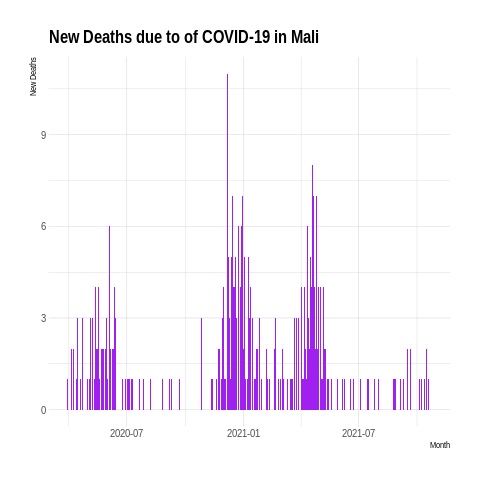 New Deaths due to of COVID-19 in Mali
New Deaths
9
6
3
0
2020-07
2021-01
2021-07
Month